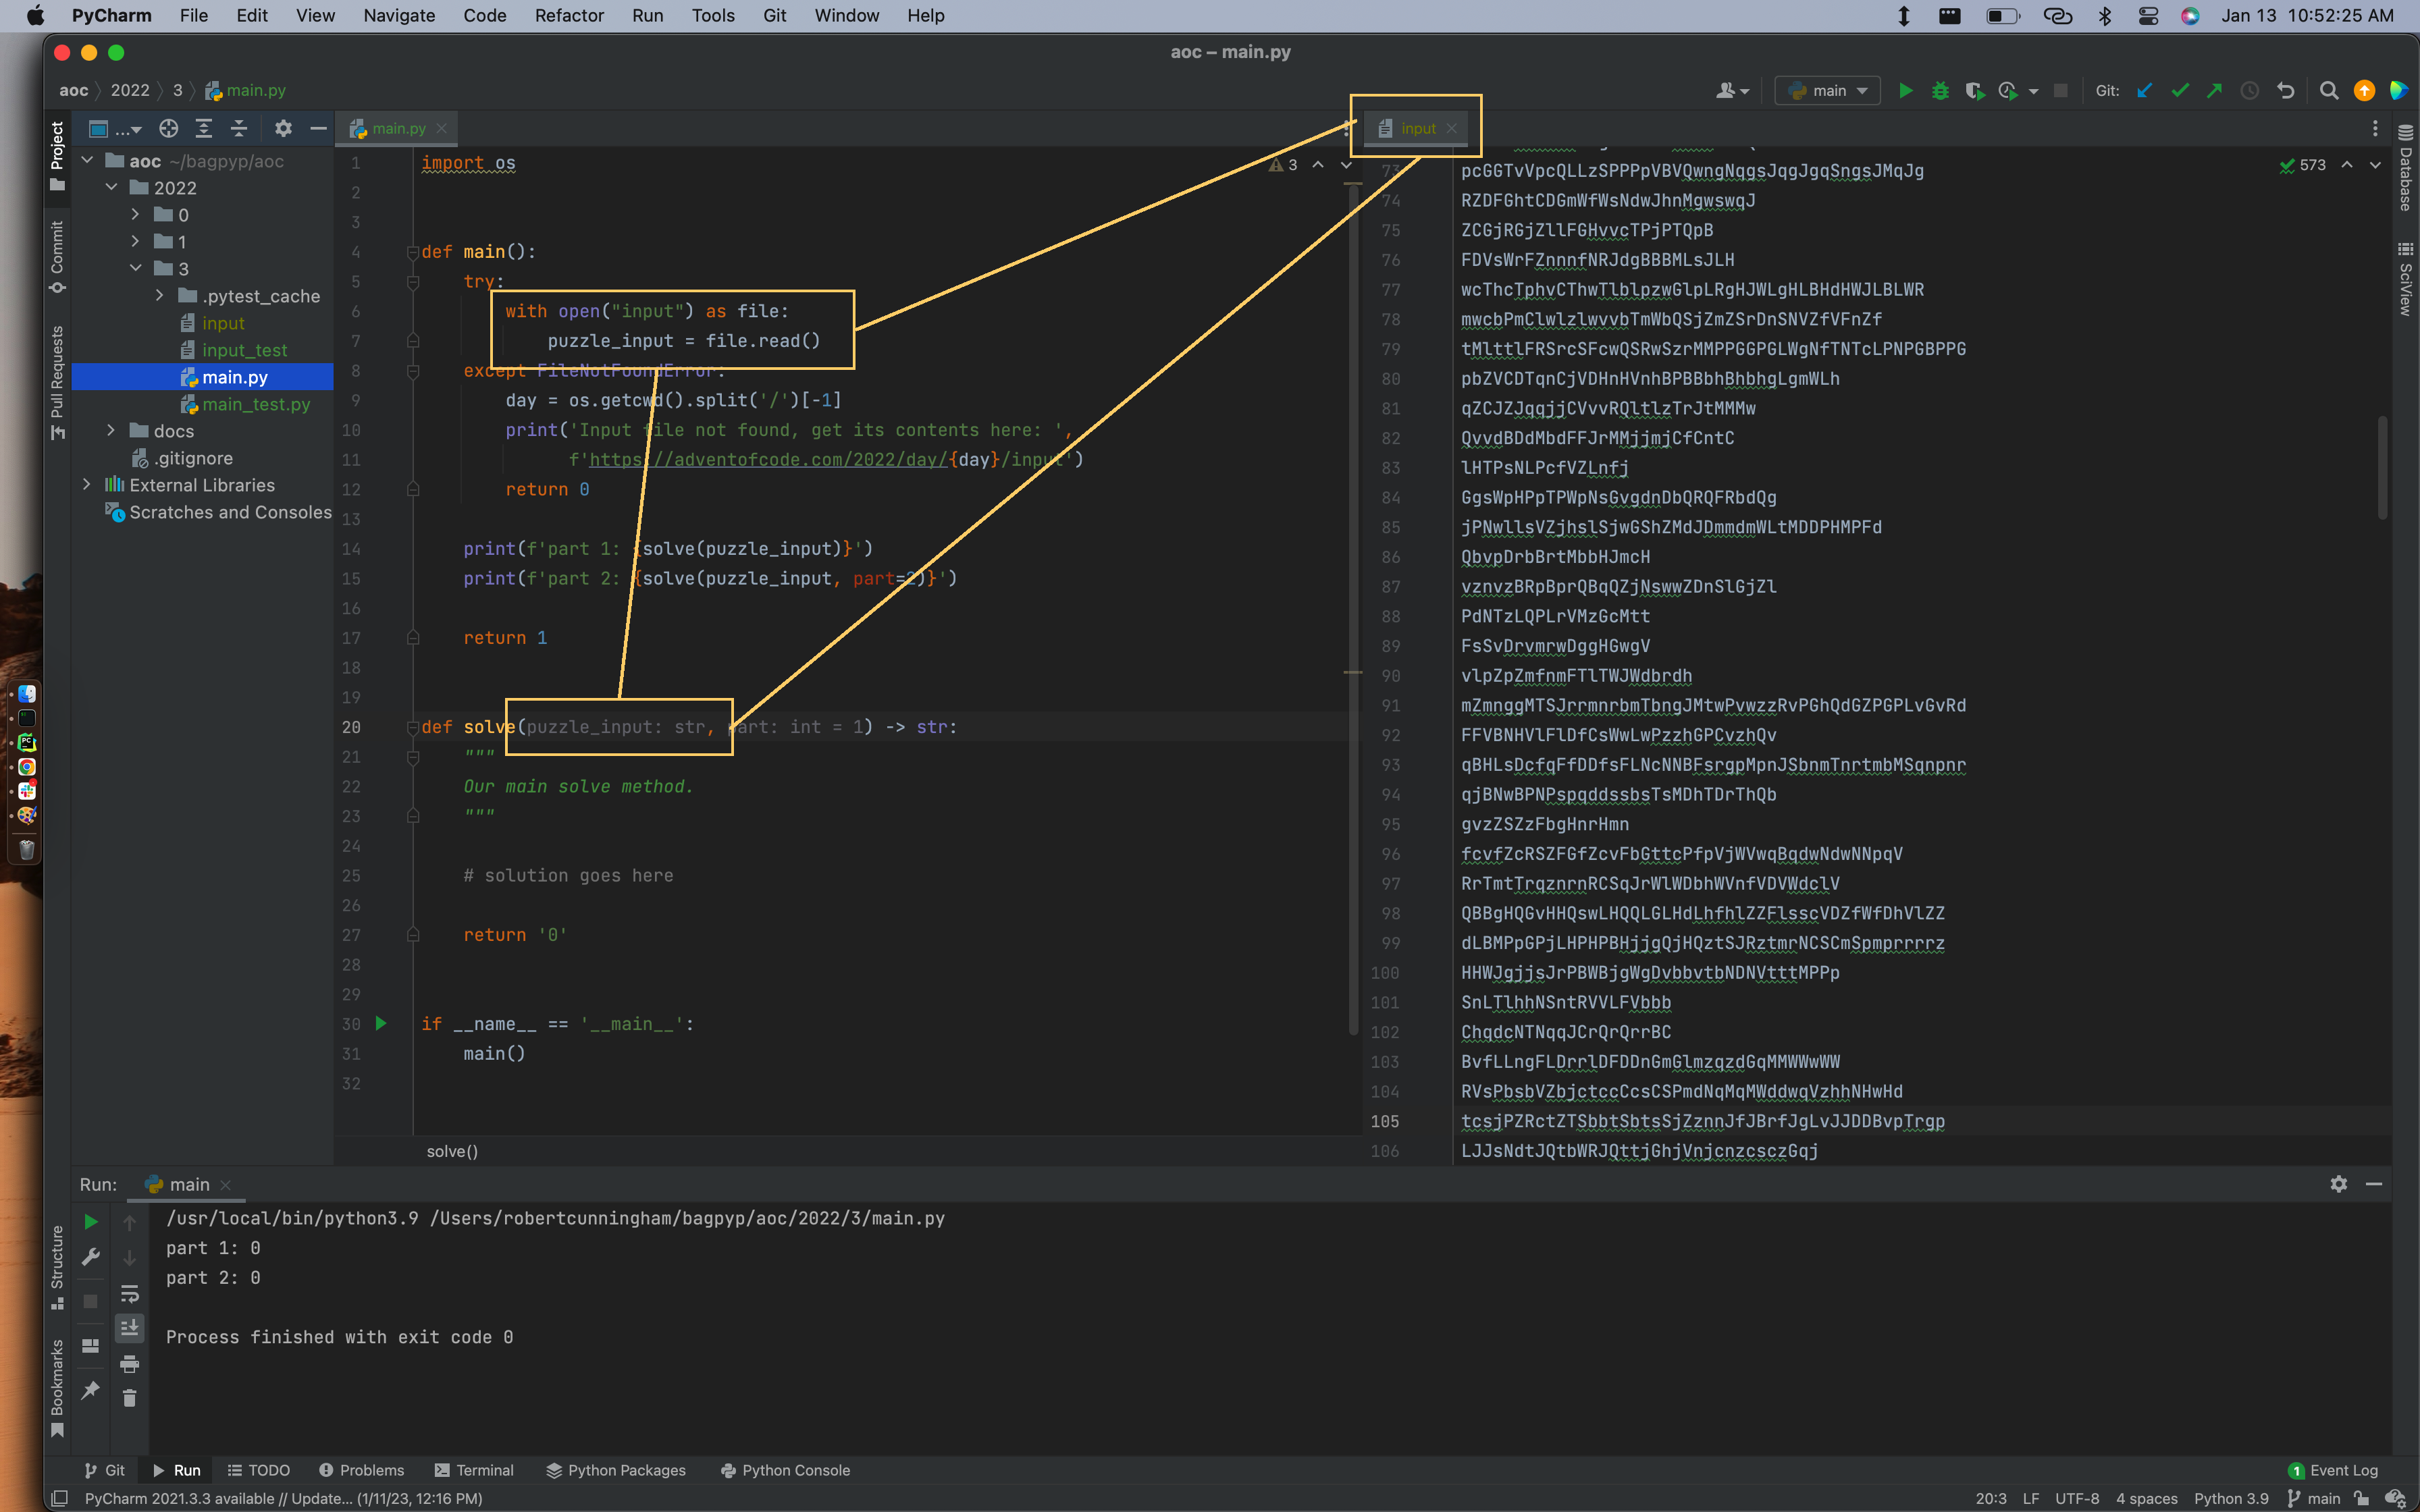 PyCharm File Edit View Navigate Code Refactor Run Tools Git Window Help Jan 13 10:52:25 AM
aoc – main.py
aoc 2022 3 main.py
main Git:
Project
Commit
Pull Requests
Structure
Bookmarks
...
aoc ~/bagpyp/aoc
2022
0
1
3
.pytest_cache
input
input_test
main.py
main_test.py
docs
.gitignore
External Libraries
Scratches and Consoles
main.py
3
1 import os
2
3
4 def main():
5 try:
6 with open("input") as file:
7 puzzle_input = file.read()
8 except FileNotFoundError:
9 day = os.getcwd().split('/')[-1]
10 print('Input file not found, get its contents here: ',
11 f'https://adventofcode.com/2022/day/{day}/input')
12 return 0
13
14 print(f'part 1: {solve(puzzle_input)}')
15 print(f'part 2: {solve(puzzle_input, part=2)}')
16
17 return 1
18
19
20 def solve(puzzle_input: str, part: int = 1) -> str:
21 """
22 Our main solve method.
23 """
24
25 # solution goes here
26
27 return '0'
28
29
30 if __name__ == '__main__':
31 main()
32
solve()
input
573
73 pcGGTvVpcQLLzSPPPpVBVQwngNqgsJqgJgqSngsJMqJg
74 RZDFGhtCDGmWfWsNdwJhnMgwswqJ
75 ZCGjRGjZllFGHvvcTPjPTQpB
76 FDVsWrFZnnnfNRJdgBBBMLsJLH
77 wcThcTphvCThwTlblpzwGlpLRgHJWLgHLBHdHWJLBLWR
78 mwcbPmClwlzlwvvbTmWbQSjZmZSrDnSNVZfVFnZf
79 tMlttlFRSrcSFcwQSRwSzrMMPPGGPGLWgNfTNTcLPNPGBPPG
80 pbZVCDTqnCjVDHnHVnhBPBBbhBhbhgLgmWLh
81 qZCJZJqqjjCVvvRQltlzTrJtMMMw
82 QvvdBDdMbdFFJrMMjjmjCfCntC
83 lHTPsNLPcfVZLnfj
84 GgsWpHPpTPWpNsGvgdnDbQRQFRbdQg
85 jPNwllsVZjhslSjwGShZMdJDmmdmWLtMDDPHMPFd
86 QbvpDrbBrtMbbHJmcH
87 vznvzBRpBprQBqQZjNswwZDnSlGjZl
88 PdNTzLQPLrVMzGcMtt
89 FsSvDrvmrwDggHGwgV
90 vlpZpZmfnmFTlTWJWdbrdh
91 mZmnggMTSJrrmnrbmTbngJMtwPvwzzRvPGhQdGZPGPLvGvRd
92 FFVBNHVlFlDfCsWwLwPzzhGPCvzhQv
93 qBHLsDcfqFfDDfsFLNcNNBFsrgpMpnJSbnmTnrtmbMSqnpnr
94 qjBNwBPNPspqddssbsTsMDhTDrThQb
95 gvzZSZzFbgHnrHmn
96 fcvfZcRSZFGfZcvFbGttcPfpVjWVwqBqdwNdwNNpqV
97 RrTmtTrqznrnRCSqJrWlWDbhWVnfVDVWdclV
98 QBBgHQGvHHQswLHQQLGLHdLhfhlZZFlsscVDZfWfDhVlZZ
99 dLBMPpGPjLHPHPBHjjgQjHQztSJRztmrNCSCmSpmprrrrz
100 HHWJgjjsJrPBWBjgWgDvbbvtbNDNVtttMPPp
101 SnLTlhhNSntRVVLFVbbb
102 ChqdcNTNqqJCrQrQrrBC
103 BvfLLngFLDrrlDFDDnGmGlmzqzdGqMMWWwWW
104 RVsPbsbVZbjctccCcsCSPmdNqMqMWddwqVzhhNHwHd
105 tcsjPZRctZTSbbtSbtsSjZznnJfJBrfJgLvJJDDBvpTrgp
106 LJJsNdtJQtbWRJQttjGhjVnjcnzcsczGqj
Database
SciView
Run: main
/usr/local/bin/python3.9 /Users/robertcunningham/bagpyp/aoc/2022/3/main.py
part 1: 0
part 2: 0
Process finished with exit code 0
Git Run TODO Problems Terminal Python Packages Python Console 1 Event Log
PyCharm 2021.3.3 available // Update... (1/11/23, 12:16 PM) 20:3 LF UTF-8 4 spaces Python 3.9 main